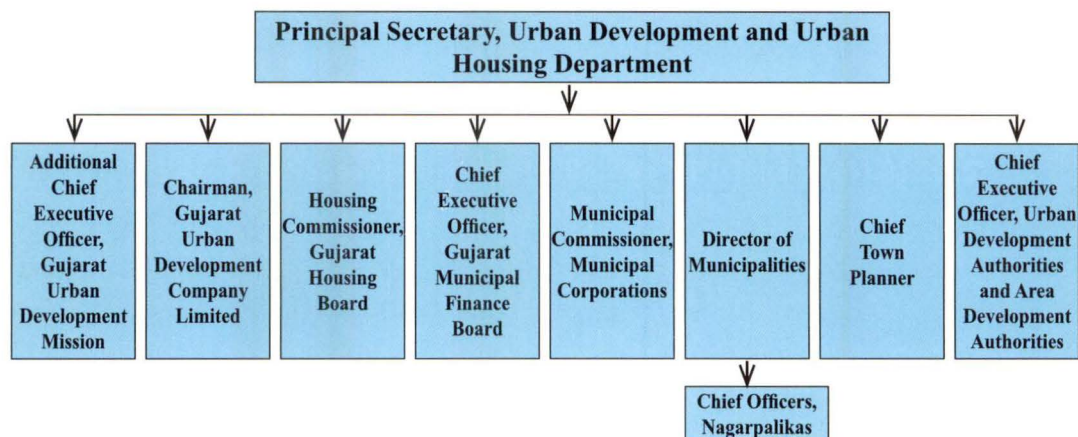 Principal Secretary, Urban Development and Urban
Housing Department
Additional
Chief
Executive
Officer,
Gujarat
Urban
Development
Mission
Chairman,
Gujarat
Urban
Development
Company
Limited
Housing
Commissioner,
Gujarat
Housing
Board
Chief
Executive
Officer,
Gujarat
Municipal
Finance
Board
Municipal
Commissioner,
Municipal
Corporations
Director of
Municipalities
Chief
Town
Planner
Chief
Executive
Officer, Urban
Development
Authorities
and Area
Development
Authorities
Chief Officers,
Nagarpalikas